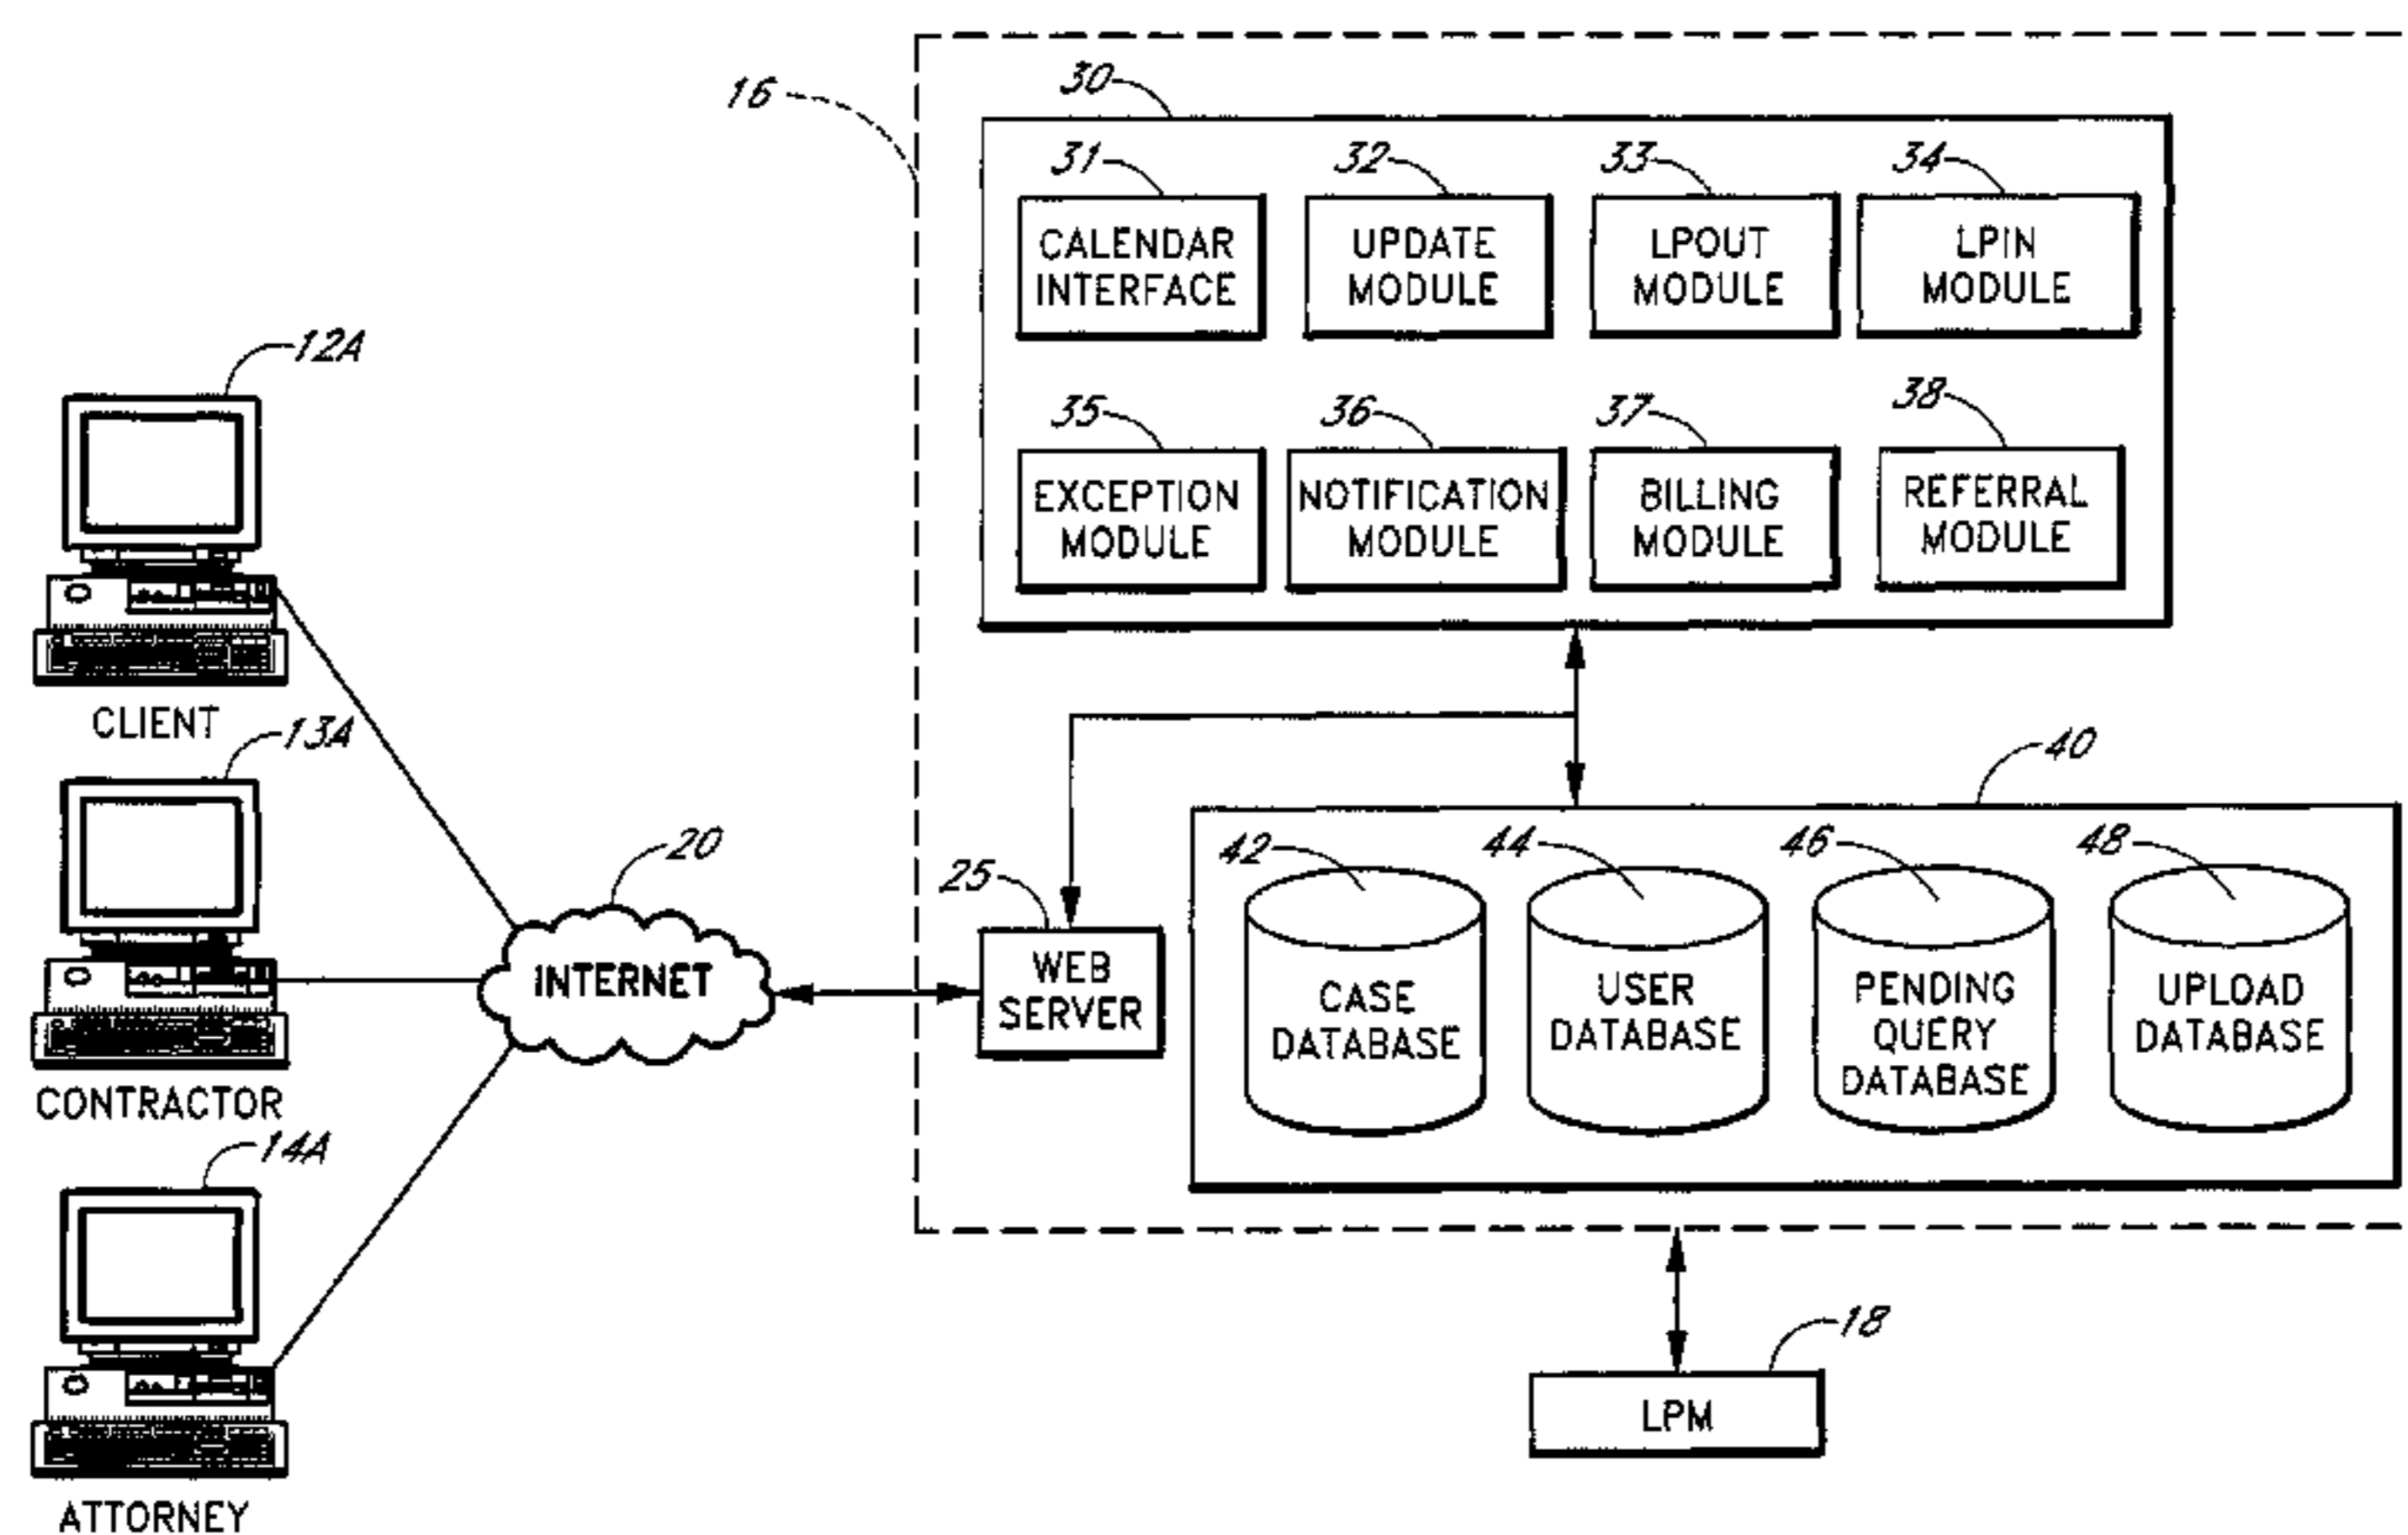 16
30
31
32
33
34
CALENDAR
INTERFACE
UPDATE
MODULE
LPOUT
MODULE
LPIN
MODULE
35
36
37
38
EXCEPTION
MODULE
NOTIFICATION
MODULE
BILLING
MODULE
REFERRAL
MODULE
12A
CLIENT
13A
CONTRACTOR
14A
ATTORNEY
20
INTERNET
25
WEB
SERVER
40
42
44
46
48
CASE
DATABASE
USER
DATABASE
PENDING
QUERY
DATABASE
UPLOAD
DATABASE
18
LPM